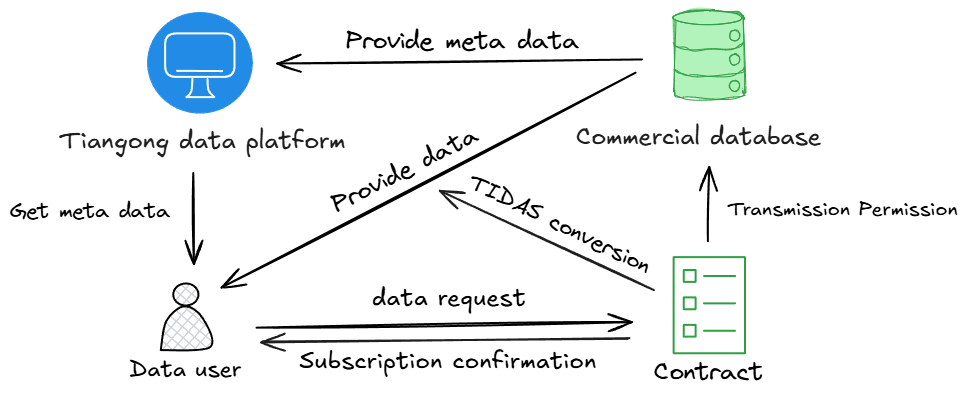 Provide meta data
Tiangong data platform
Commercial database
Provide data
TIDAS conversion
Get meta data
Transmission Permission
data request
Subscription confirmation
Data user
Contract